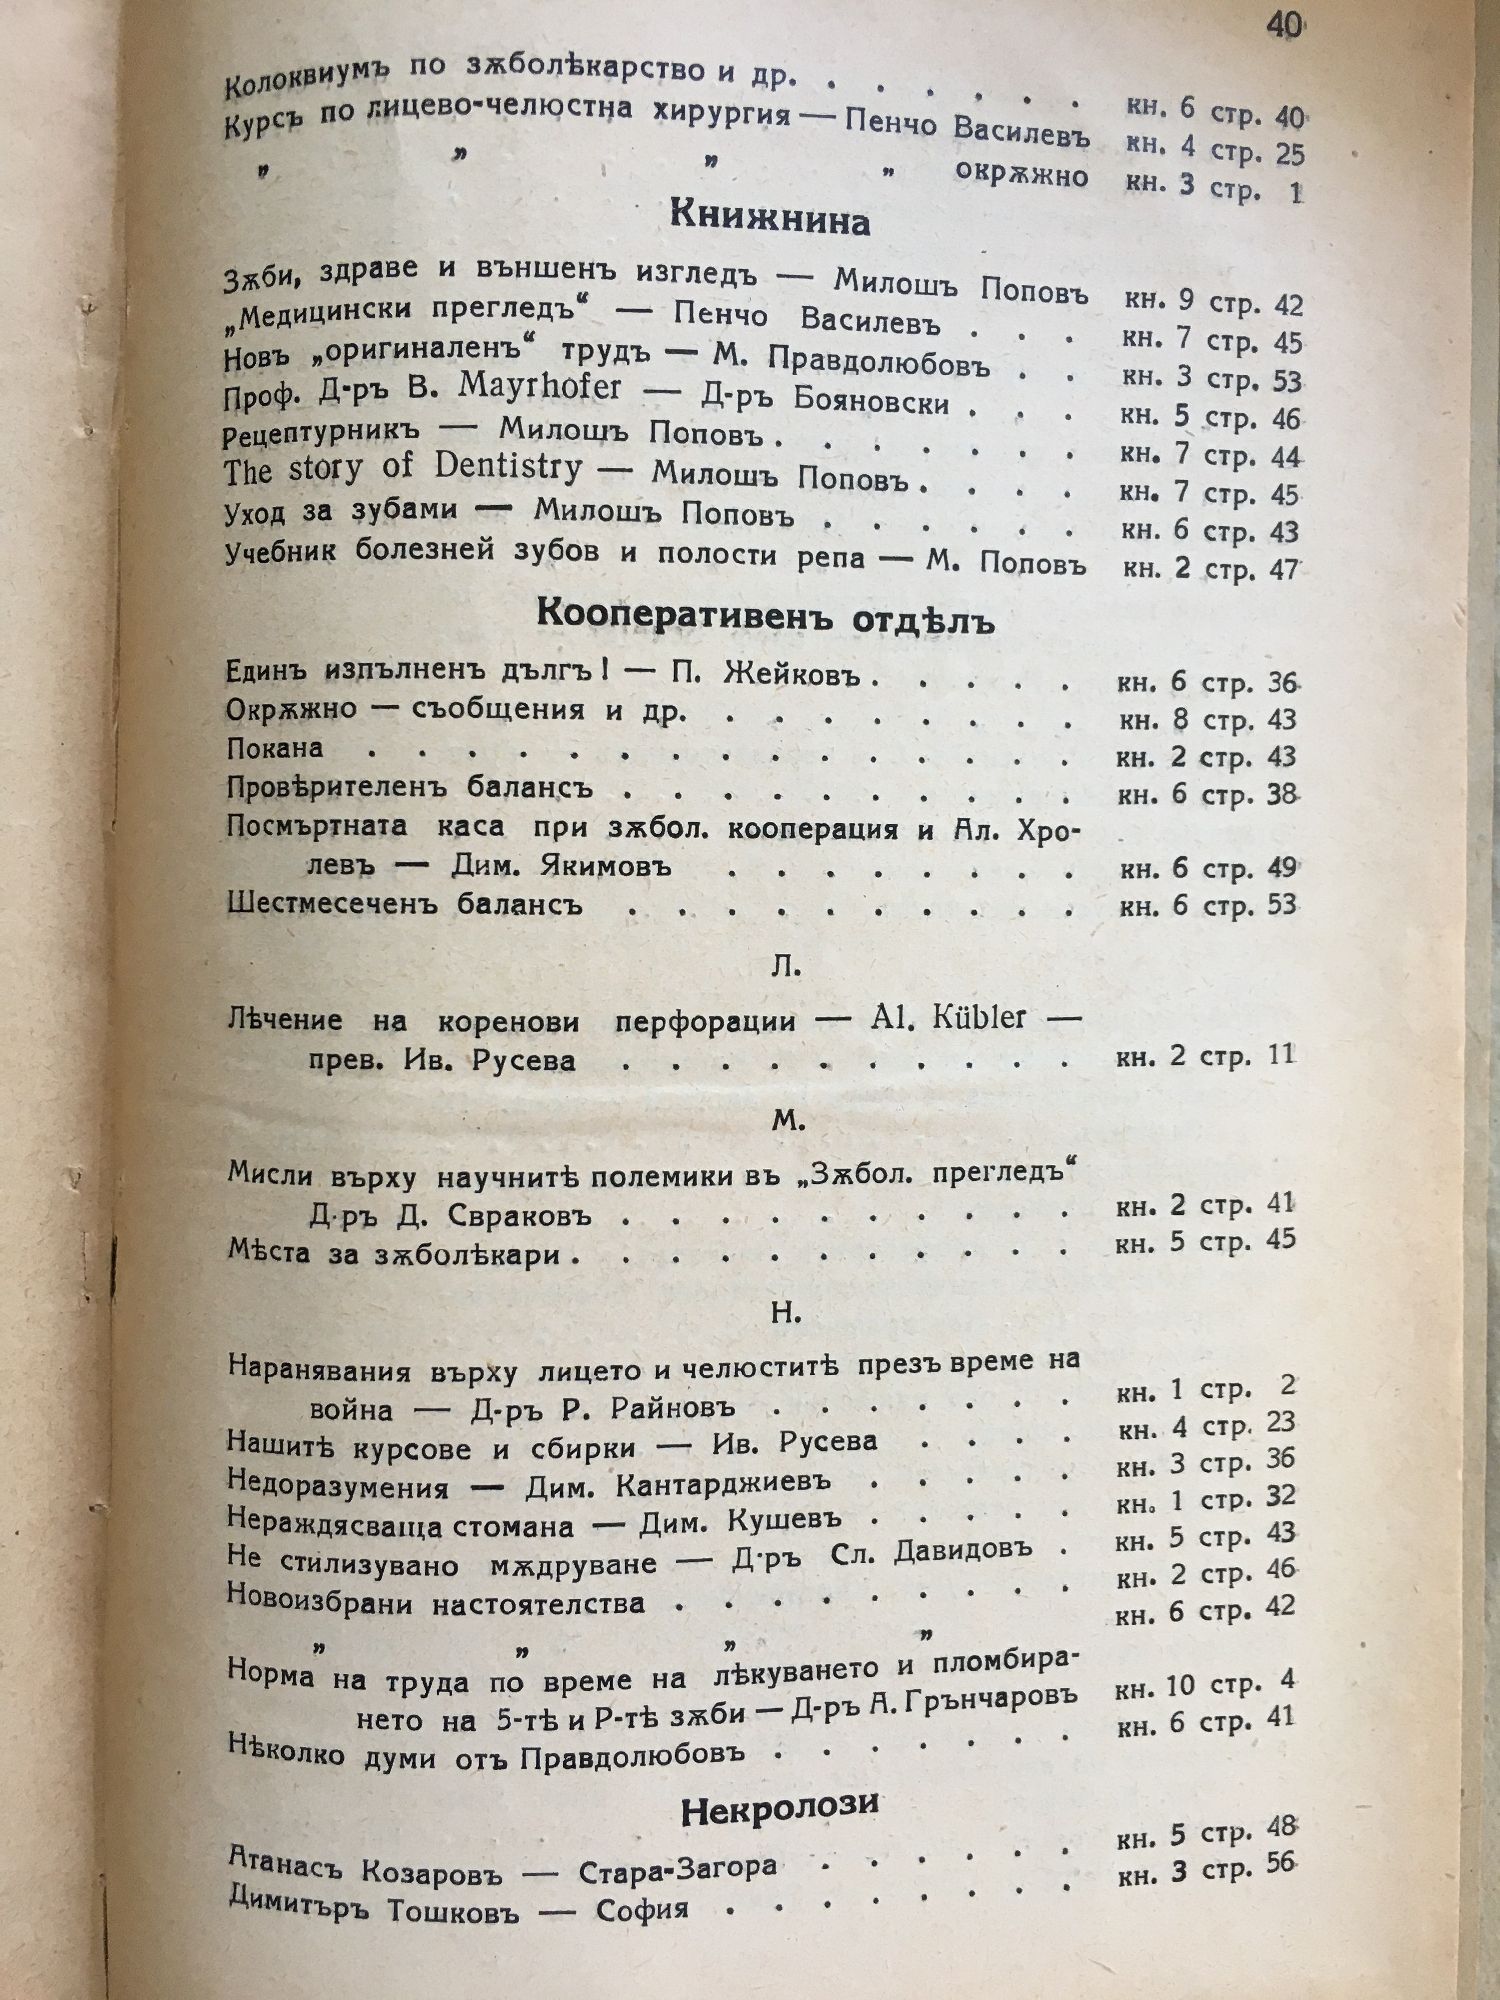 40
Колоквиумъ по зѫболѣкарство и др. . . . . . . кн. 6 стр. 40
Курсъ по лицево-челюстна хирургия — Пенчо Василевъ кн. 4 стр. 25
„ „ „ „ окрѫжно кн. 3 стр. 1
Книжнина
Зѫби, здраве и външенъ изгледъ — Милошъ Поповъ кн. 9 стр. 42
„Медицински прегледъ“ — Пенчо Василевъ . . . кн. 7 стр. 45
Новъ „оригиналенъ“ трудъ — М. Правдолюбовъ . . кн. 3 стр. 53
Проф. Д-ръ В. Mayrhofer — Д-ръ Бояновски . . . кн. 5 стр. 46
Рецептурникъ — Милошъ Поповъ . . . . . . . кн. 7 стр. 44
The story of Dentistry — Милошъ Поповъ . . . . кн. 7 стр. 45
Уход за зубами — Милошъ Поповъ . . . . . . кн. 6 стр. 43
Учебник болезней зубов и полости репа — М. Поповъ кн. 2 стр. 47
Кооперативенъ отдѣлъ
Единъ изпълненъ дългъ! — П. Жейковъ . . . . . кн. 6 стр. 36
Окрѫжно — съобщения и др. . . . . . . . . кн. 8 стр. 43
Покана . . . . . . . . . . . . . . . кн. 2 стр. 43
Провѣрителенъ балансъ . . . . . . . . . . кн. 6 стр. 38
Посмъртната каса при зѫбол. кооперация и Ал. Хро-
левъ — Дим. Якимовъ . . . . . . . . кн. 6 стр. 49
Шестмесеченъ балансъ . . . . . . . . . . кн. 6 стр. 53
Л.
Лѣчение на коренови перфорации — Al. Kübler —
прев. Ив. Русева . . . . . . . . . . кн. 2 стр. 11
М.
Мисли върху научнитѣ полемики въ „Зѫбол. прегледъ“
Д-ръ Д. Свраковъ . . . . . . . . . . кн. 2 стр. 41
Мѣста за зѫболѣкари . . . . . . . . . . . кн. 5 стр. 45
Н.
Наранявания върху лицето и челюститѣ презъ време на
война — Д-ръ Р. Райновъ . . . . . . . кн. 1 стр. 2
Нашитѣ курсове и сбирки — Ив. Русева . . . . кн. 4 стр. 23
Недоразумения — Дим. Кантарджиевъ . . . . . кн. 3 стр. 36
Нераждясваща стомана — Дим. Кушевъ . . . . . кн. 1 стр. 32
Не стилизувано мѫдруване — Д-ръ Сл. Давидовъ . кн. 5 стр. 43
Новоизбрани настоятелства . . . . . . . . . кн. 2 стр. 46
„ „ „ „ кн. 6 стр. 42
Норма на труда по време на лѣкуването и пломбира-
нето на 5-тѣ и Р-тѣ зѫби — Д-ръ А. Грънчаровъ кн. 10 стр. 4
Нѣколко думи отъ Правдолюбовъ . . . . . . . кн. 6 стр. 41
Некролози
Атанасъ Козаровъ — Стара-Загора . . . . . . кн. 5 стр. 48
Димитъръ Тошковъ — София . . . . . . . . кн. 3 стр. 56